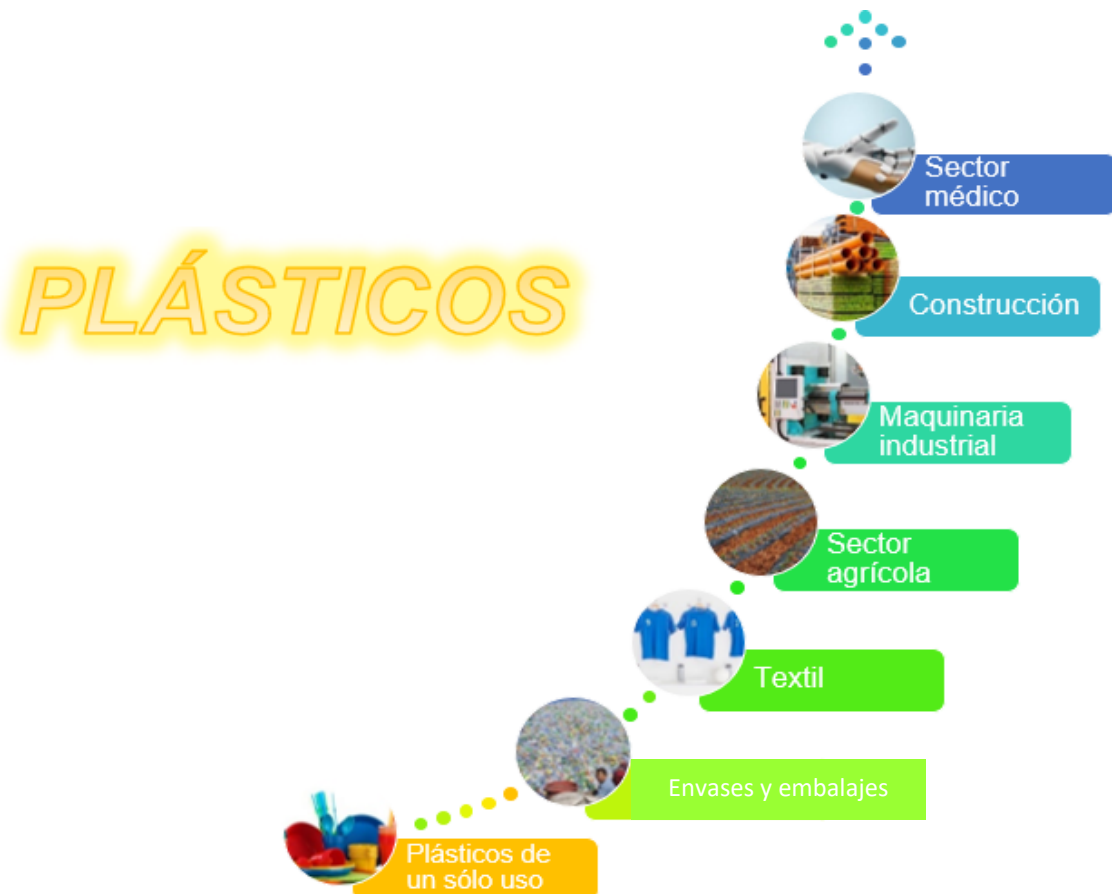 Sector
médico
PLÁSTICOS
Construcción
Maquinaria
industrial
Sector
agrícola
Textil
Envases y embalajes
Plásticos de
un sólo uso